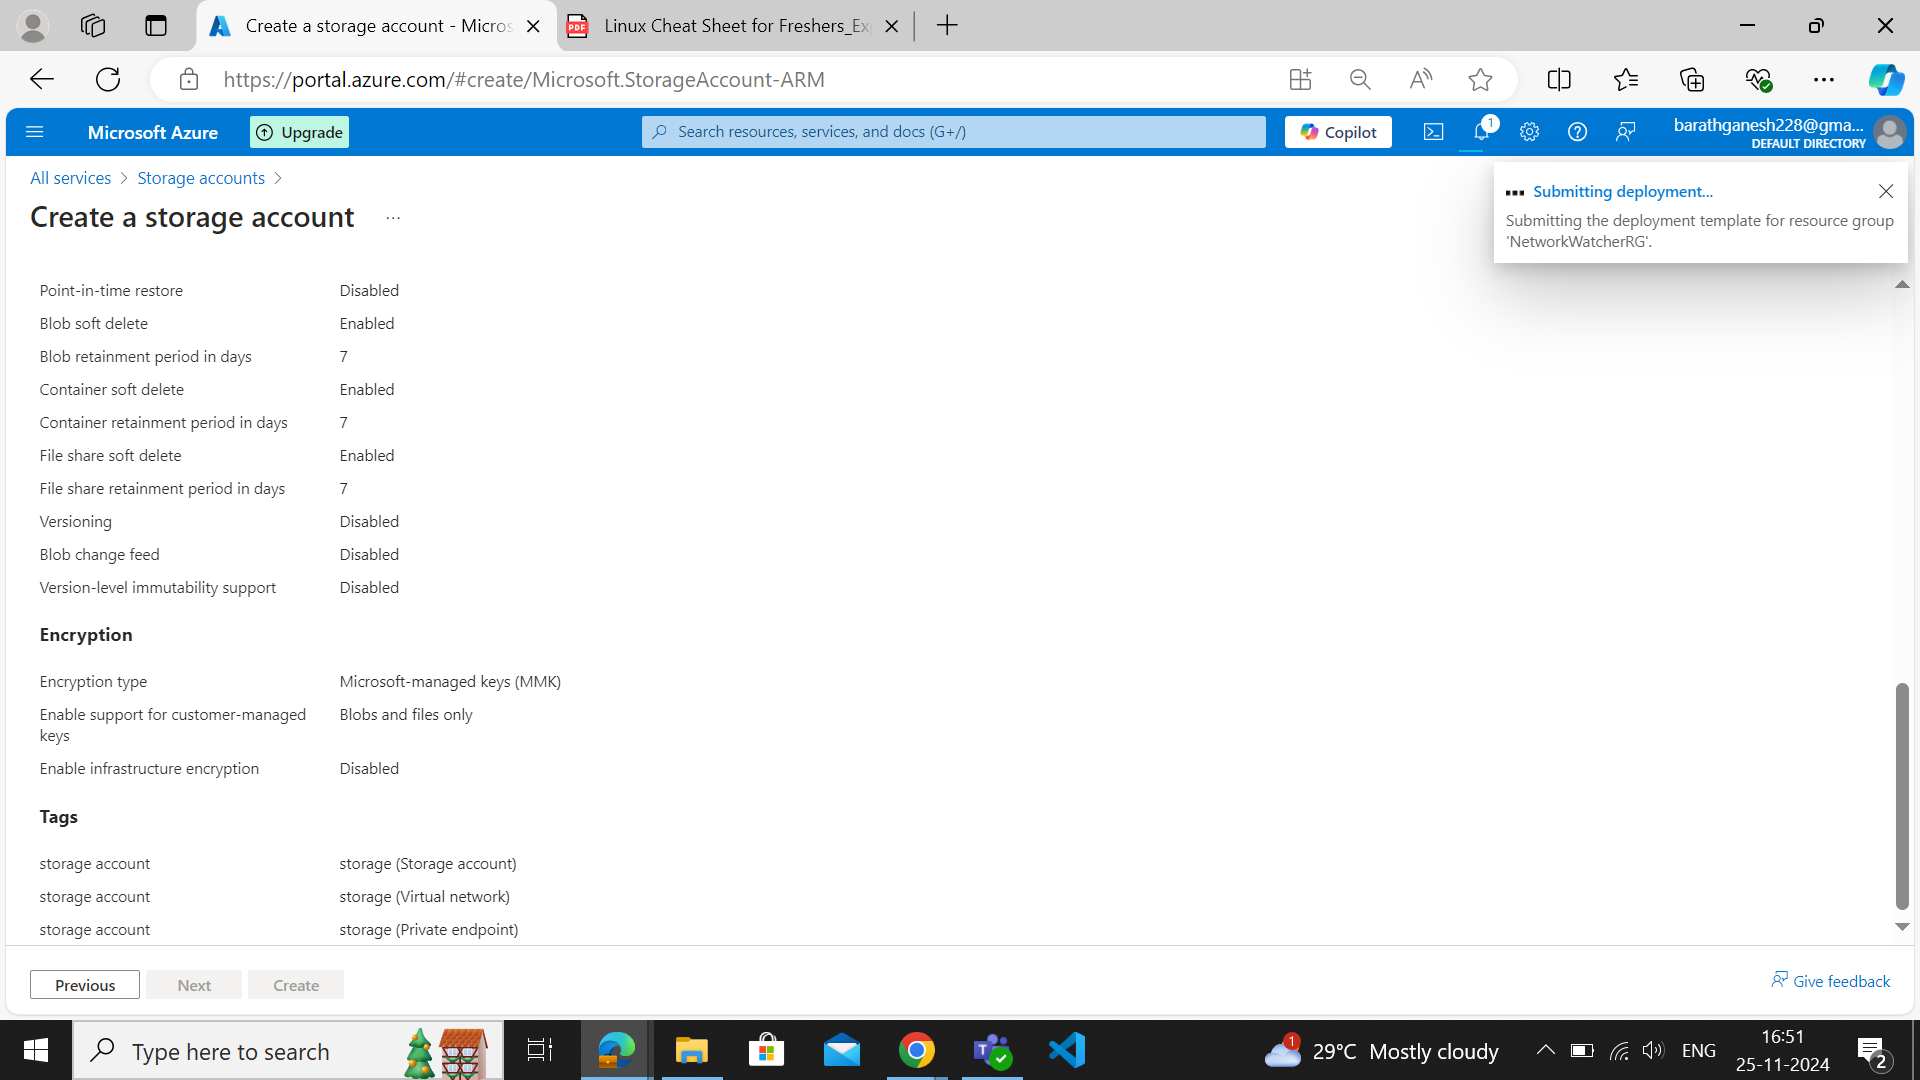 Create a storage account - Micros
Linux Cheat Sheet for Freshers_Ex
https://portal.azure.com/#create/Microsoft.StorageAccount-ARM
Microsoft Azure
Upgrade
Search resources, services, and docs (G+/)
Copilot
1
barathganesh228@gma...
DEFAULT DIRECTORY
All services
Storage accounts
Create a storage account
...
Submitting deployment...
Submitting the deployment template for resource group
'NetworkWatcherRG'.
Point-in-time restore Disabled
Blob soft delete Enabled
Blob retainment period in days 7
Container soft delete Enabled
Container retainment period in days 7
File share soft delete Enabled
File share retainment period in days 7
Versioning Disabled
Blob change feed Disabled
Version-level immutability support Disabled
Encryption
Encryption type Microsoft-managed keys (MMK)
Enable support for customer-managed Blobs and files only
keys
Enable infrastructure encryption Disabled
Tags
storage account storage (Storage account)
storage account storage (Virtual network)
storage account storage (Private endpoint)
Previous
Next
Create
Give feedback
Type here to search
1
29°C Mostly cloudy
ENG
16:51
25-11-2024
2